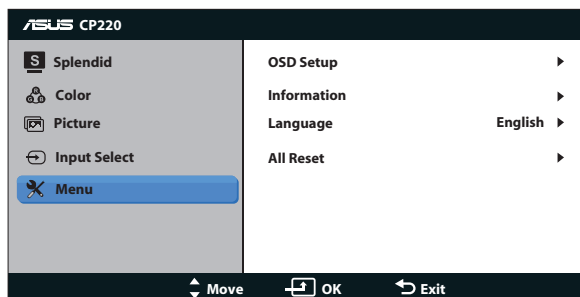 ASUS CP220
S Splendid
Color
Picture
Input Select
Menu
OSD Setup
Information
Language English
All Reset
Move OK Exit